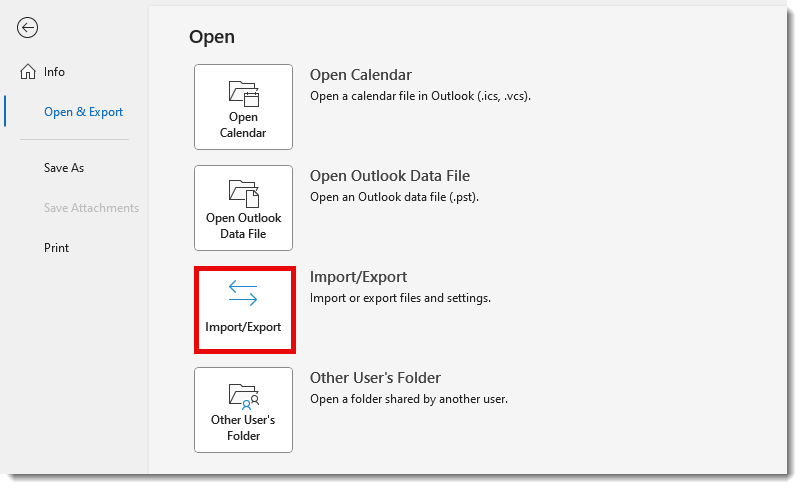 Open
Info
Open & Export
Save As
Save Attachments
Print
Open
Calendar
Open Calendar
Open a calendar file in Outlook (.ics, .vcs).
Open Outlook
Data File
Open Outlook Data File
Open an Outlook data file (.pst).
Import/Export
Import/Export
Import or export files and settings.
Other User's
Folder
Other User's Folder
Open a folder shared by another user.